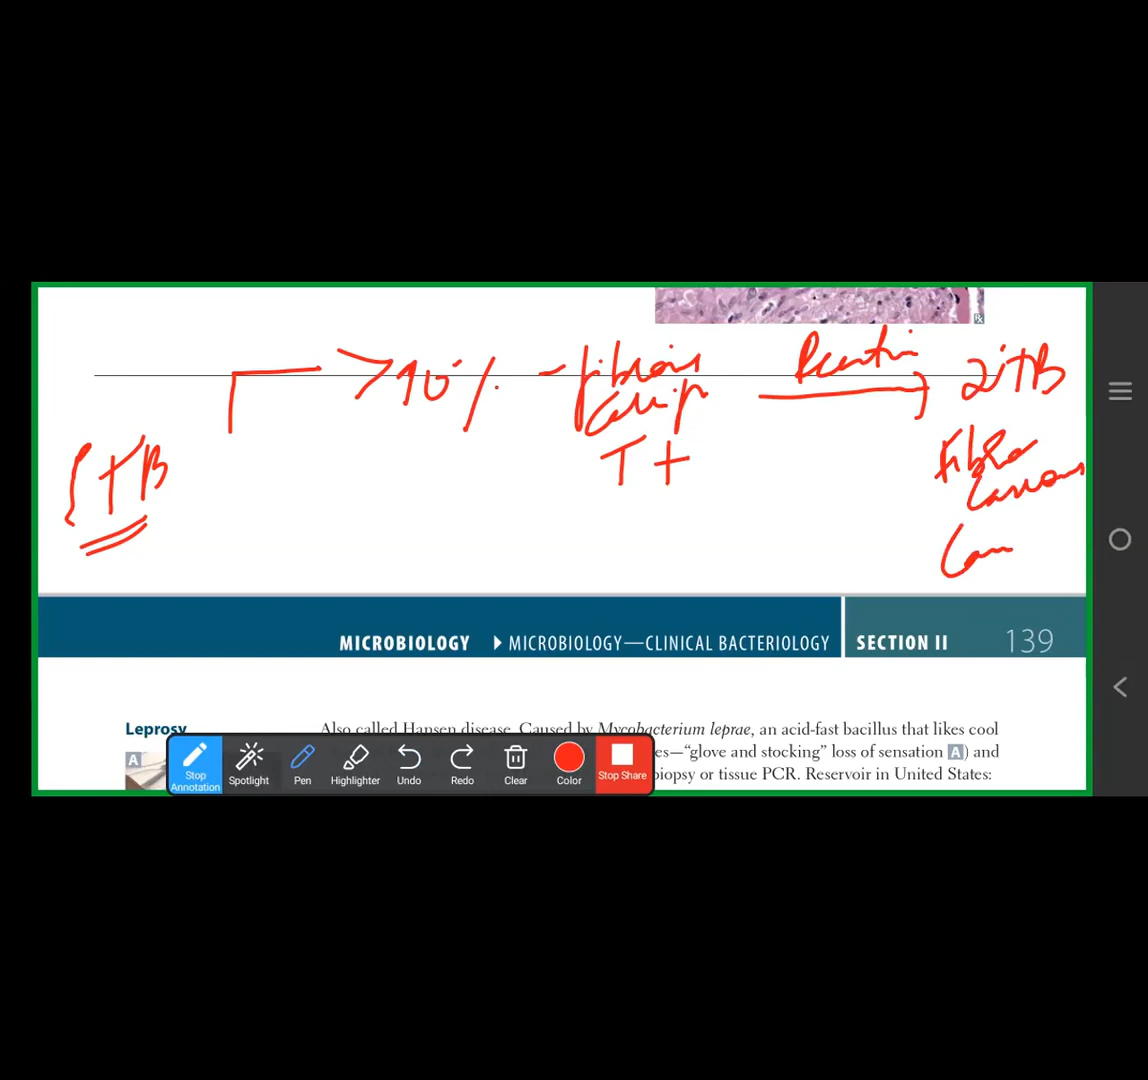 >90% - fibrosis
T+
2° TB
Fibro
1° TB
MICROBIOLOGY ▶ MICROBIOLOGY—CLINICAL BACTERIOLOGY SECTION II 139
Leprosy Also called Hansen disease. Caused by Mycobacterium leprae, an acid-fast bacillus that likes cool
A es—“glove and stocking” loss of sensation A) and
biopsy or tissue PCR. Reservoir in United States:
Stop Annotation Spotlight Pen Highlighter Undo Redo Clear Color Stop Share